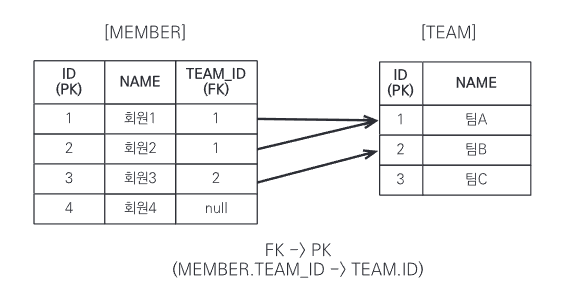 [MEMBER] [TEAM]
ID (PK) NAME TEAM_ID (FK)
1 회원1 1
2 회원2 1
3 회원3 2
4 회원4 null
ID (PK) NAME
1 팀A
2 팀B
3 팀C
FK -> PK
(MEMBER.TEAM_ID -> TEAM.ID)